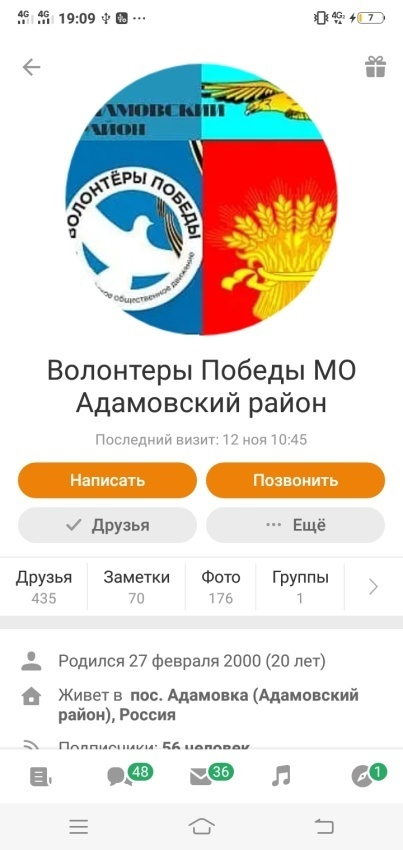 4G 4G 19:09 ... 4G 7
АДАМОВСКИЙ
РАЙОН
ВОЛОНТЁРЫ ПОБЕДЫ
общественное движение
Волонтеры Победы МО
Адамовский район
Последний визит: 12 ноя 10:45
Написать Позвонить
Друзья ... Ещё
Друзья Заметки Фото Группы
435 70 176 1
Родился 27 февраля 2000 (20 лет)
Живет в пос. Адамовка (Адамовский
район), Россия
Подписчики: 56 человек
48 36 1